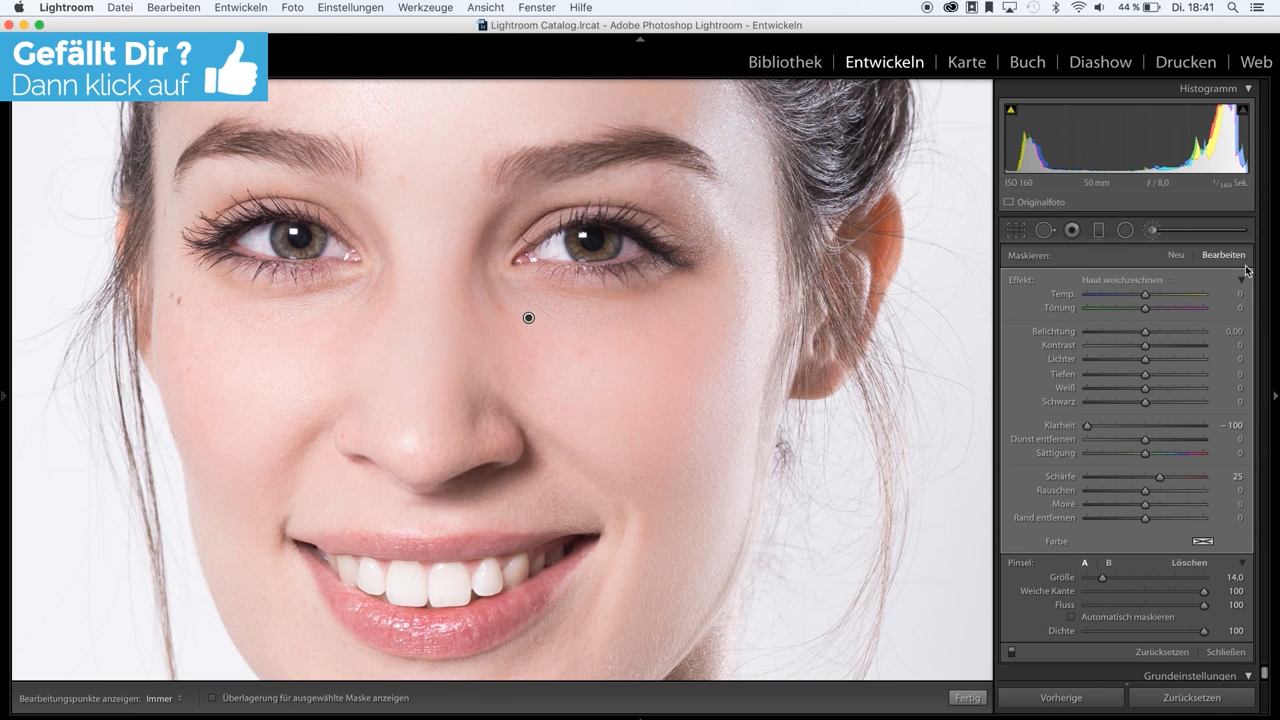 Lightroom Datei Bearbeiten Entwickeln Foto Einstellungen Werkzeuge Ansicht Fenster Hilfe 44 % Di. 18:41
Lightroom Catalog.lrcat - Adobe Photoshop Lightroom - Entwickeln
Gefällt Dir ?
Dann klick auf
Bibliothek | Entwickeln | Karte | Buch | Diashow | Drucken | Web
Histogramm
ISO 160 50 mm ƒ / 8,0 1/160 Sek.
Originalfoto
Maskieren: Neu Bearbeiten
Effekt: Haut weichzeichnen
Temp. 0
Tönung 0
Belichtung 0,00
Kontrast 0
Lichter 0
Tiefen 0
Weiß 0
Schwarz 0
Klarheit – 100
Dunst entfernen 0
Sättigung 0
Schärfe 25
Rauschen 0
Moiré 0
Rand entfernen 0
Farbe
Pinsel: A B Löschen
Größe 14,0
Weiche Kante 100
Fluss 100
Automatisch maskieren
Dichte 100
Zurücksetzen Schließen
Grundeinstellungen
Bearbeitungspunkte anzeigen: Immer Überlagerung für ausgewählte Maske anzeigen Fertig
Vorherige Zurücksetzen